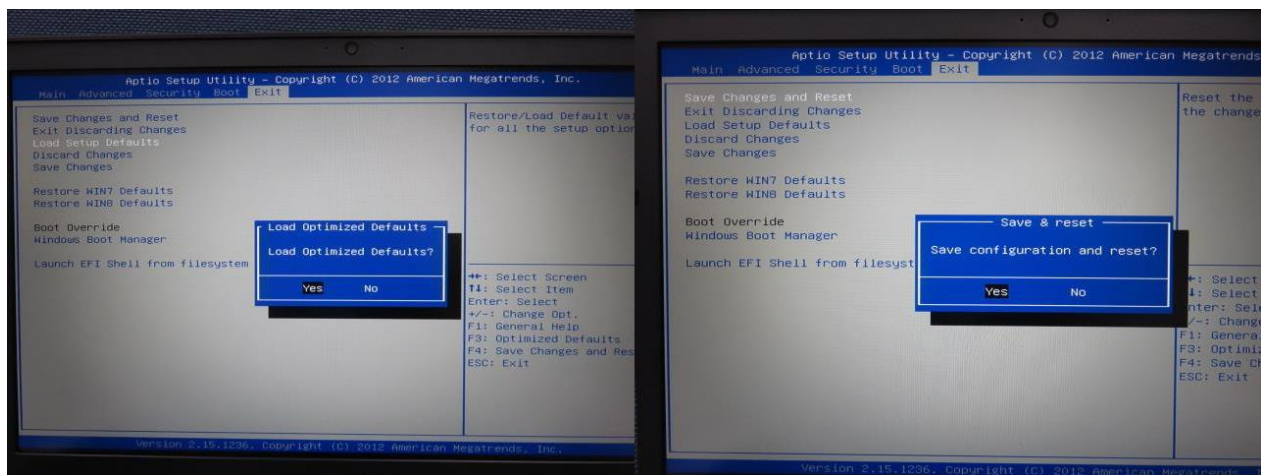 Aptio Setup Utility – Copyright (C) 2012 American Megatrends, Inc.
Main Advanced Security Boot Exit
Save Changes and Reset
Exit Discarding Changes
Load Setup Defaults
Discard Changes
Save Changes
Restore WIN7 Defaults
Restore WIN8 Defaults
Boot Override
Windows Boot Manager
Launch EFI Shell from filesystem
Load Optimized Defaults
Load Optimized Defaults?
Yes No
Restore/Load Default
for all the setup
: Select Screen
↑↓: Select Item
Enter: Select
+/-: Change Opt.
F1: General Help
F3: Optimized Defaults
F4: Save Changes and
ESC: Exit
Version 2.15.1236. Copyright (C) 2012 American Megatrends, Inc.
Aptio Setup Utility – Copyright (C) 2012 American Megatrends
Main Advanced Security Boot Exit
Save Changes and Reset
Exit Discarding Changes
Load Setup Defaults
Discard Changes
Save Changes
Restore WIN7 Defaults
Restore WIN8 Defaults
Boot Override
Windows Boot Manager
Launch EFI Shell from filesyst
Save & reset
Save configuration and reset?
Yes No
Reset the
the change
: Select
: Select
nter: Sel
/-: Change
F1: Genera
F3: Optimi
F4: Save
ESC: Exit
Version 2.15.1236. Copyright (C) 2012 American Megatrends,